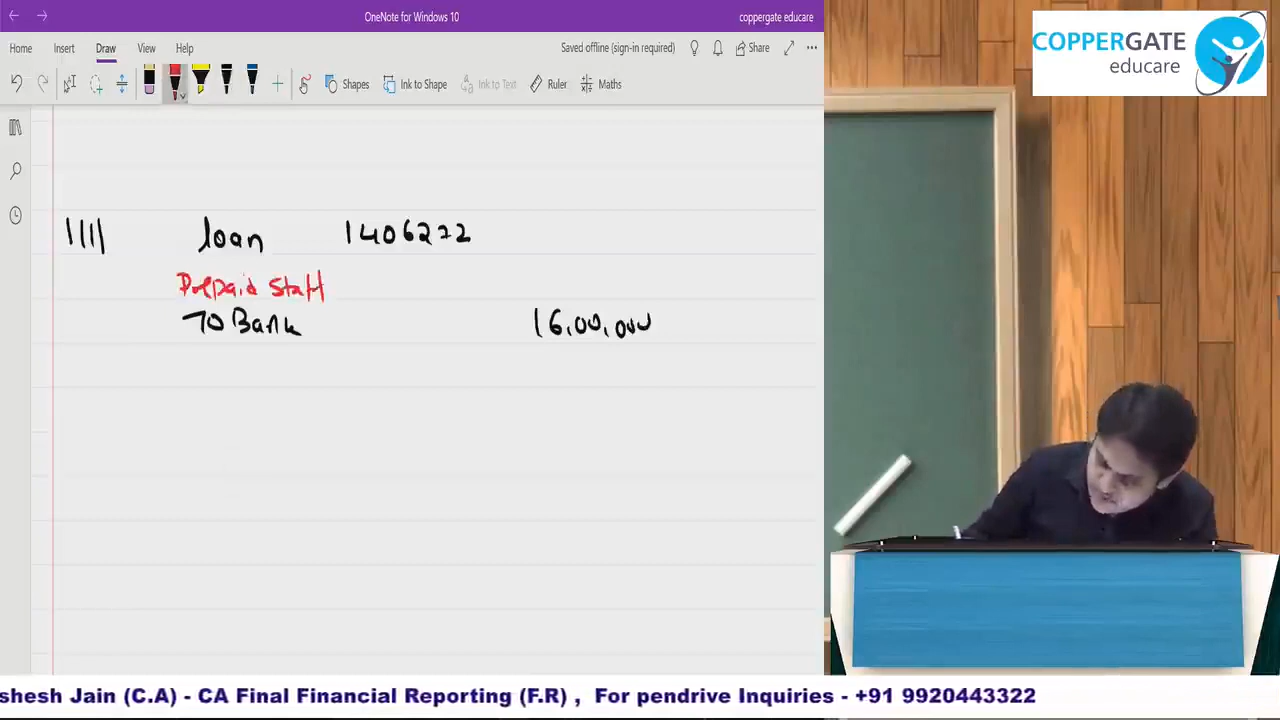 OneNote for Windows 10
coppergate educare
Home Insert Draw View Help
Saved offline (sign-in required)
Share
Shapes
Ink to Shape
Ink to Text
Ruler
Maths
COPPERGATE
educare
1111 loan 1406222
Prepaid Staff
TO Bank 16,00,000
shesh Jain (C.A) - CA Final Financial Reporting (F.R) , For pendrive Inquiries - +91 9920443322